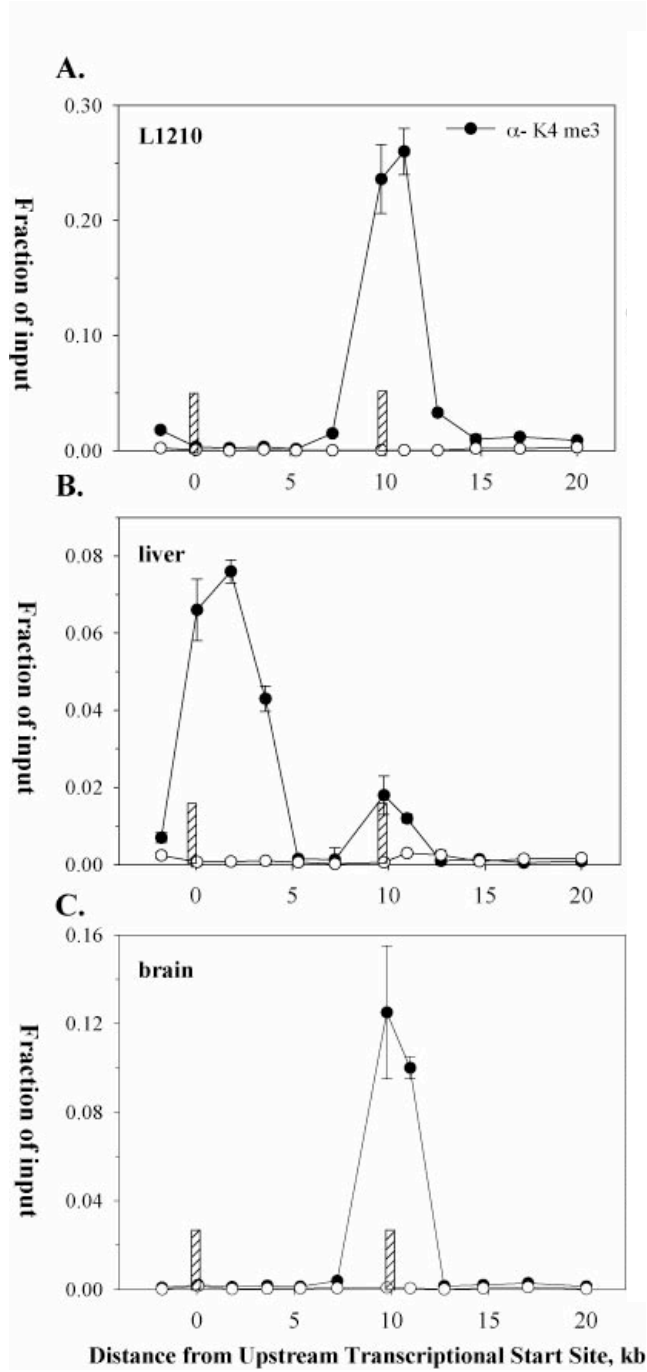 A.
0.30
L1210
α- K4 me3
0.20
0.10
0.00
Fraction of input
0 5 10 15 20
B.
0.08
liver
0.06
0.04
0.02
0.00
Fraction of input
0 5 10 15 20
C.
0.16
brain
0.12
0.08
0.04
0.00
Fraction of input
0 5 10 15 20
Distance from Upstream Transcriptional Start Site, kb